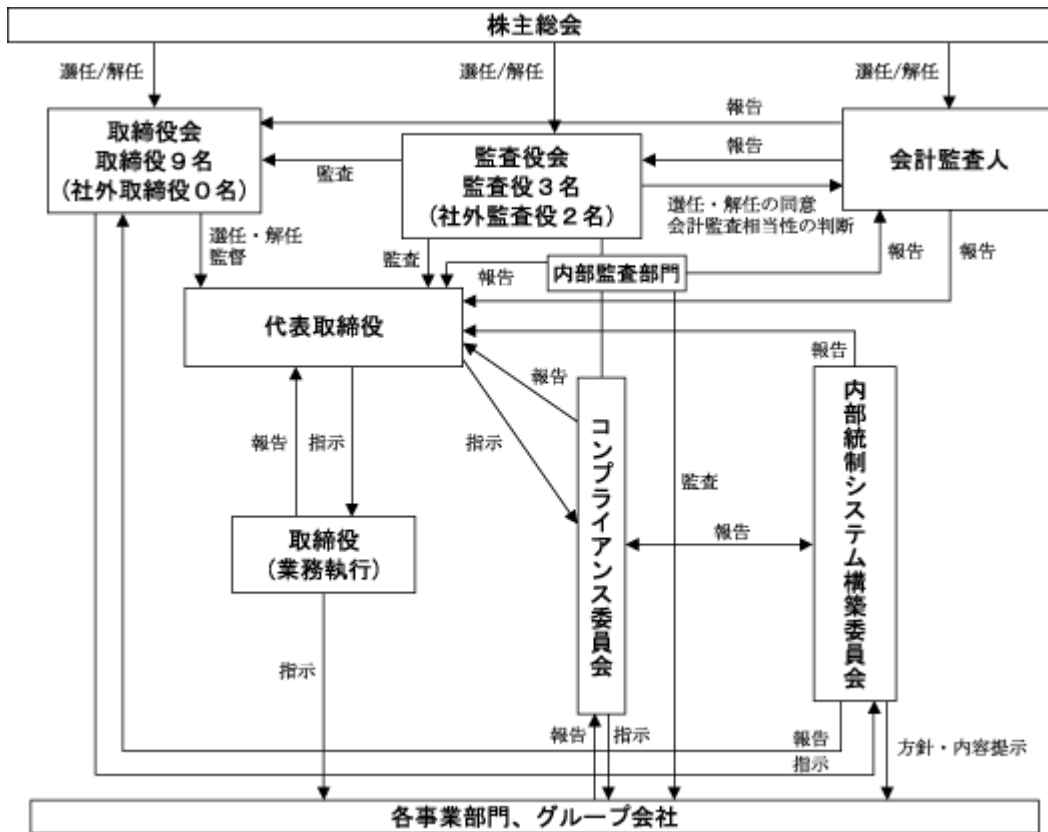 株主総会
選任/解任
選任/解任
選任/解任
取締役会
取締役9名
(社外取締役0名)
報告
監査
監査役会
監査役3名
(社外監査役2名)
報告
会計監査人
選任・解任の同意
会計監査相当性の判断
選任・解任
監督
監査
報告
内部監査部門
報告
報告
代表取締役
報告
報告
指示
報告
指示
コンプライアンス委員会
監査
内部統制システム構築委員会
取締役
(業務執行)
報告
指示
報告
指示
報告
指示
方針・内容提示
各事業部門、グループ会社